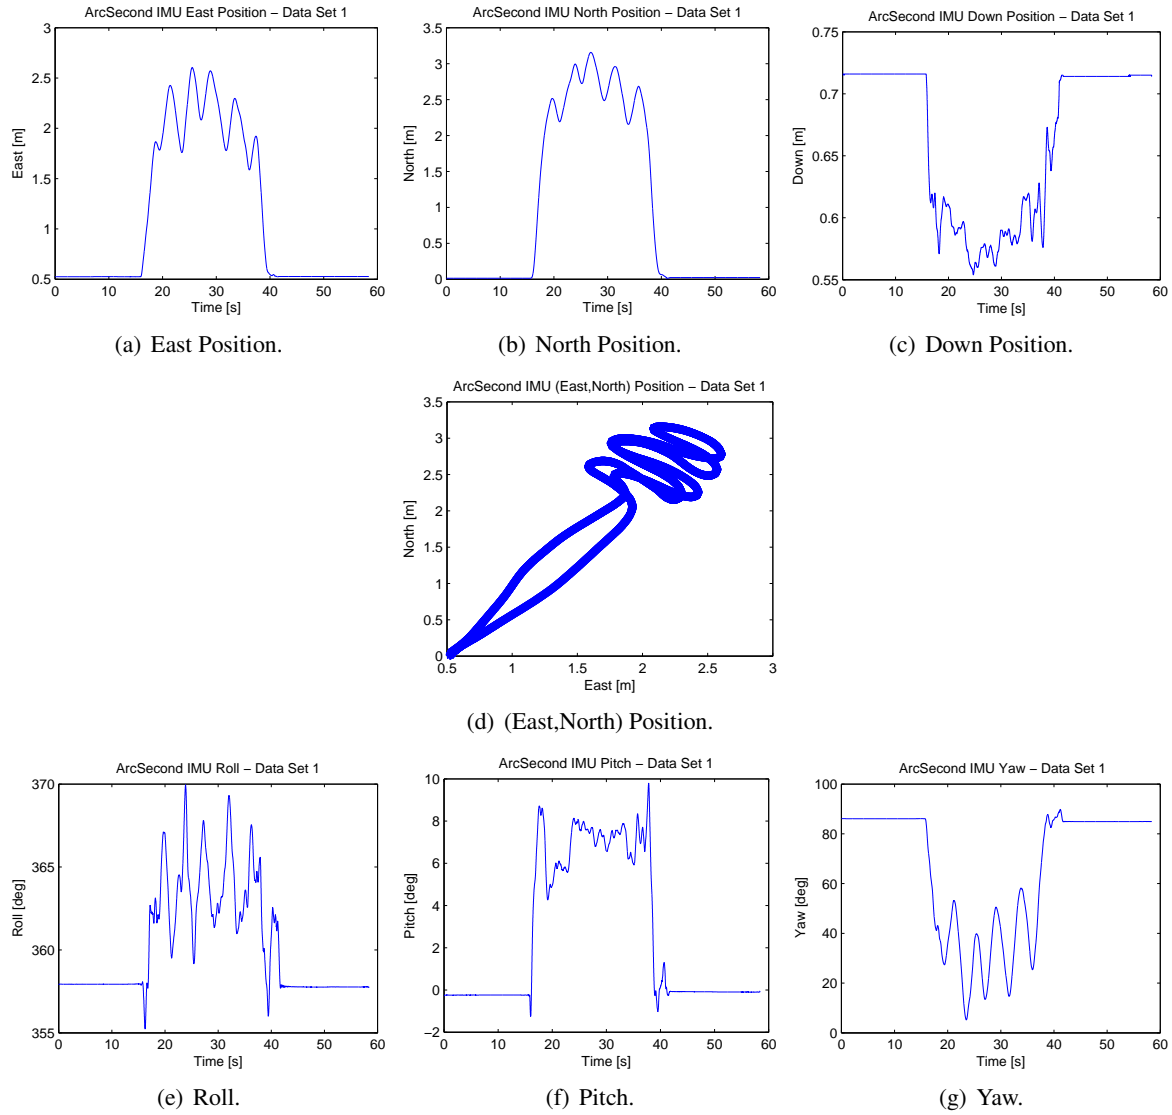 ArcSecond IMU East Position – Data Set 1
3
2.5
2
1.5
1
0.5
East [m]
0 10 20 30 40 50 60
Time [s]
(a) East Position.
ArcSecond IMU North Position – Data Set 1
3.5
3
2.5
2
1.5
1
0.5
0
North [m]
0 10 20 30 40 50 60
Time [s]
(b) North Position.
ArcSecond IMU Down Position – Data Set 1
0.75
0.7
0.65
0.6
0.55
Down [m]
0 10 20 30 40 50 60
Time [s]
(c) Down Position.
ArcSecond IMU (East,North) Position – Data Set 1
3.5
3
2.5
2
1.5
1
0.5
0
North [m]
0.5 1 1.5 2 2.5 3
East [m]
(d) (East,North) Position.
ArcSecond IMU Roll – Data Set 1
370
365
360
355
Roll [deg]
0 10 20 30 40 50 60
Time [s]
(e) Roll.
ArcSecond IMU Pitch – Data Set 1
10
8
6
4
2
0
−2
Pitch [deg]
0 10 20 30 40 50 60
Time [s]
(f) Pitch.
ArcSecond IMU Yaw – Data Set 1
100
80
60
40
20
0
Yaw [deg]
0 10 20 30 40 50 60
Time [s]
(g) Yaw.